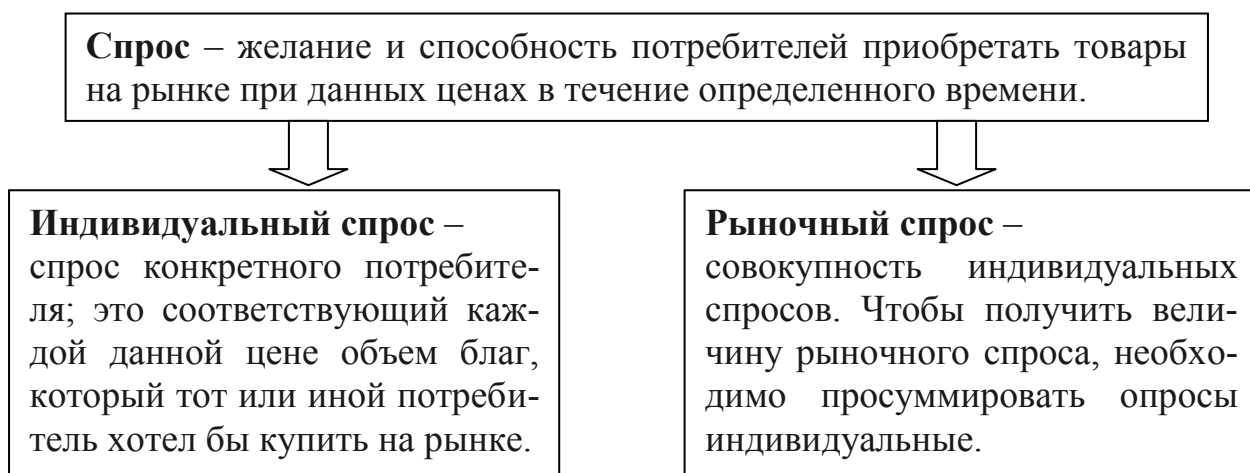 Спрос – желание и способность потребителей приобретать товары
на рынке при данных ценах в течение определенного времени.
Индивидуальный спрос –
спрос конкретного потребите-
ля; это соответствующий каж-
дой данной цене объем благ,
который тот или иной потреби-
тель хотел бы купить на рынке.
Рыночный спрос –
совокупность индивидуальных
спросов. Чтобы получить вели-
чину рыночного спроса, необхо-
димо просуммировать опросы
индивидуальные.